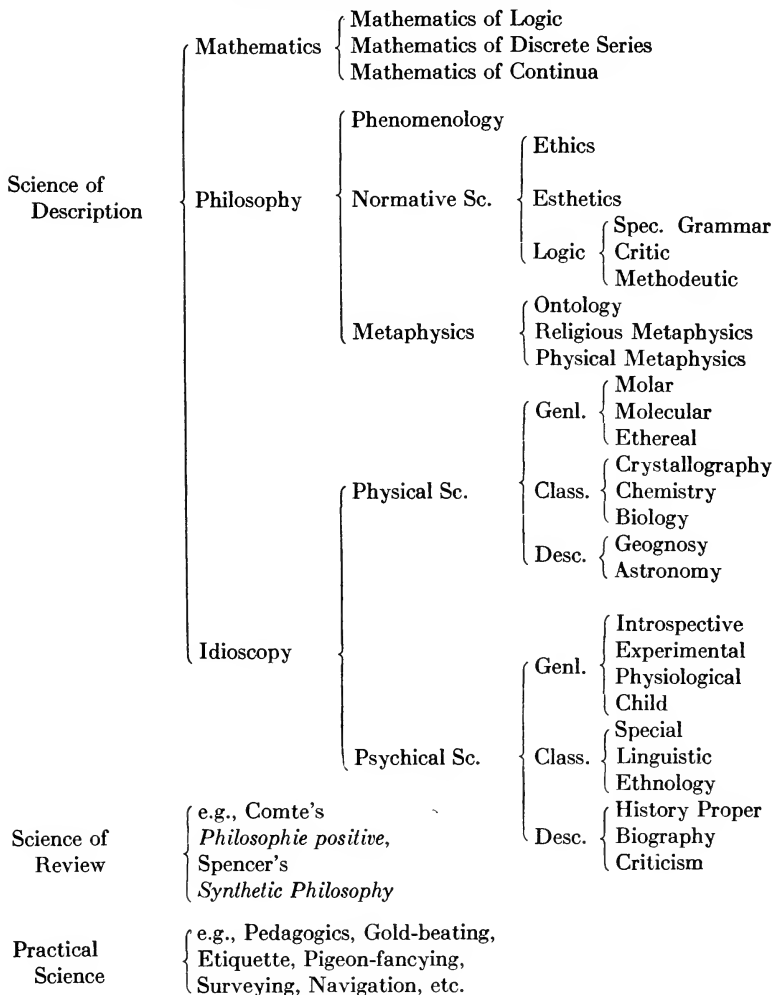 Mathematics of Logic
Mathematics Mathematics of Discrete Series
Mathematics of Continua
Phenomenology
Ethics
Science of
Description
Philosophy Normative Sc. Esthetics
Spec. Grammar
Logic Critic
Methodeutic
Ontology
Metaphysics Religious Metaphysics
Physical Metaphysics
Molar
Genl. Molecular
Ethereal
Crystallography
Physical Sc. Class. Chemistry
Biology
Desc. Geognosy
Astronomy
Idioscopy
Introspective
Experimental
Genl. Physiological
Child
Special
Psychical Sc. Class. Linguistic
Ethnology
History Proper
Desc. Biography
Criticism
Science of
Review
e.g., Comte's
Philosophie positive,
Spencer's
Synthetic Philosophy
Practical
Science
e.g., Pedagogics, Gold-beating,
Etiquette, Pigeon-fancying,
Surveying, Navigation, etc.